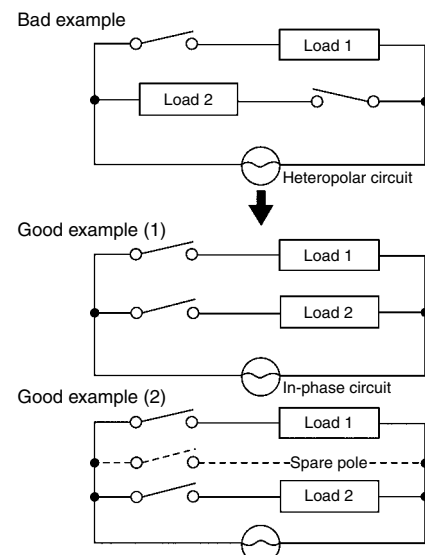 Bad example
Load 1
Load 2
Heteropolar circuit
Good example (1)
Load 1
Load 2
In-phase circuit
Good example (2)
Load 1
Spare pole
Load 2